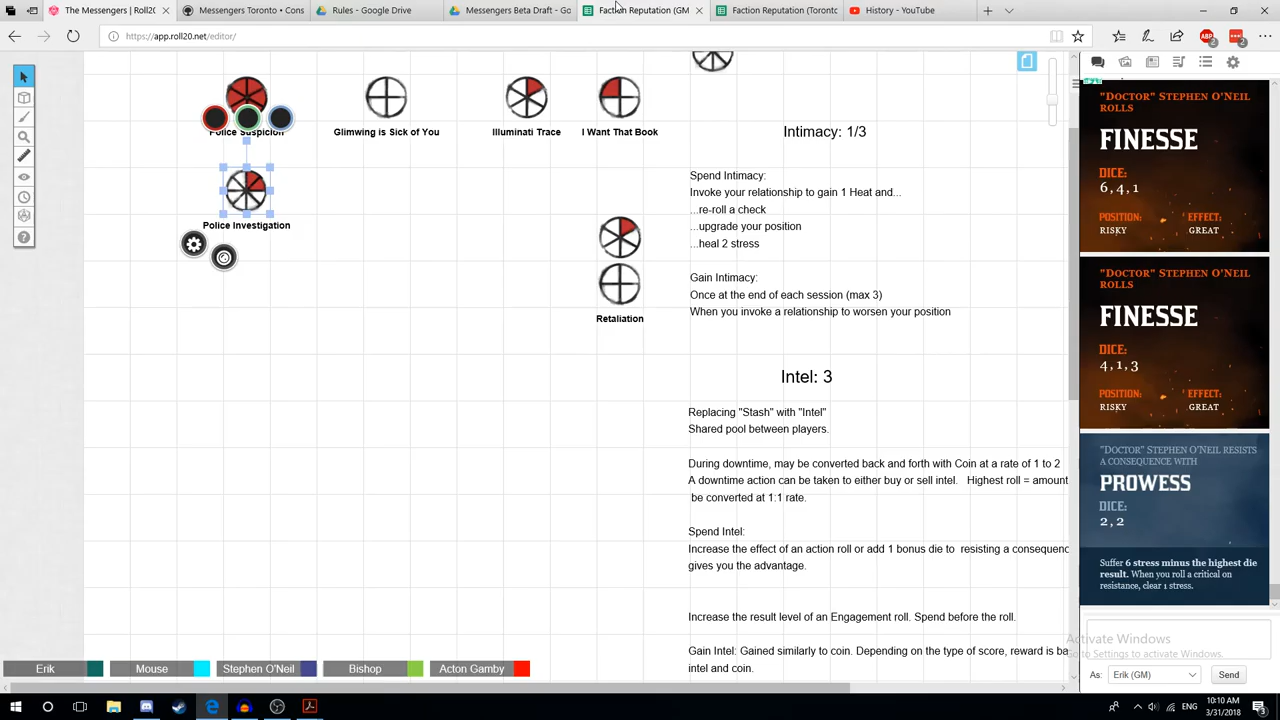 The Messengers | Roll20
Messengers Toronto • Cons
Rules - Google Drive
Messengers Beta Draft - Go
Faction Reputation (GM
Faction Reputation (Toront
History - YouTube
https://app.roll20.net/editor/
Police Suspicion
Glimwing is Sick of You
Illuminati Trace
I Want That Book
Police Investigation
Retaliation
Intimacy: 1/3
Spend Intimacy:
Invoke your relationship to gain 1 Heat and...
...re-roll a check
...upgrade your position
...heal 2 stress
Gain Intimacy:
Once at the end of each session (max 3)
When you invoke a relationship to worsen your position
Intel: 3
Replacing "Stash" with "Intel"
Shared pool between players.
During downtime, may be converted back and forth with Coin at a rate of 1 to 2
A downtime action can be taken to either buy or sell intel. Highest roll = amount
be converted at 1:1 rate.
Spend Intel:
Increase the effect of an action roll or add 1 bonus die to resisting a consequenc
gives you the advantage.
Increase the result level of an Engagement roll. Spend before the roll.
Gain Intel: Gained similarly to coin. Depending on the type of score, reward is ba
intel and coin.
"DOCTOR" STEPHEN O'NEIL
ROLLS
FINESSE
DICE:
6, 4, 1
POSITION: EFFECT:
RISKY GREAT
"DOCTOR" STEPHEN O'NEIL
ROLLS
FINESSE
DICE:
4, 1, 3
POSITION: EFFECT:
RISKY GREAT
"DOCTOR" STEPHEN O'NEIL RESISTS
A CONSEQUENCE WITH
PROWESS
DICE:
2, 2
Suffer 6 stress minus the highest die
result. When you roll a critical on
resistance, clear 1 stress.
Activate Windows
Go to Settings to activate Windows.
As: Erik (GM) Send
Erik
Mouse
Stephen O'Neil
Bishop
Acton Gamby
ENG
10:10 AM
3/31/2018